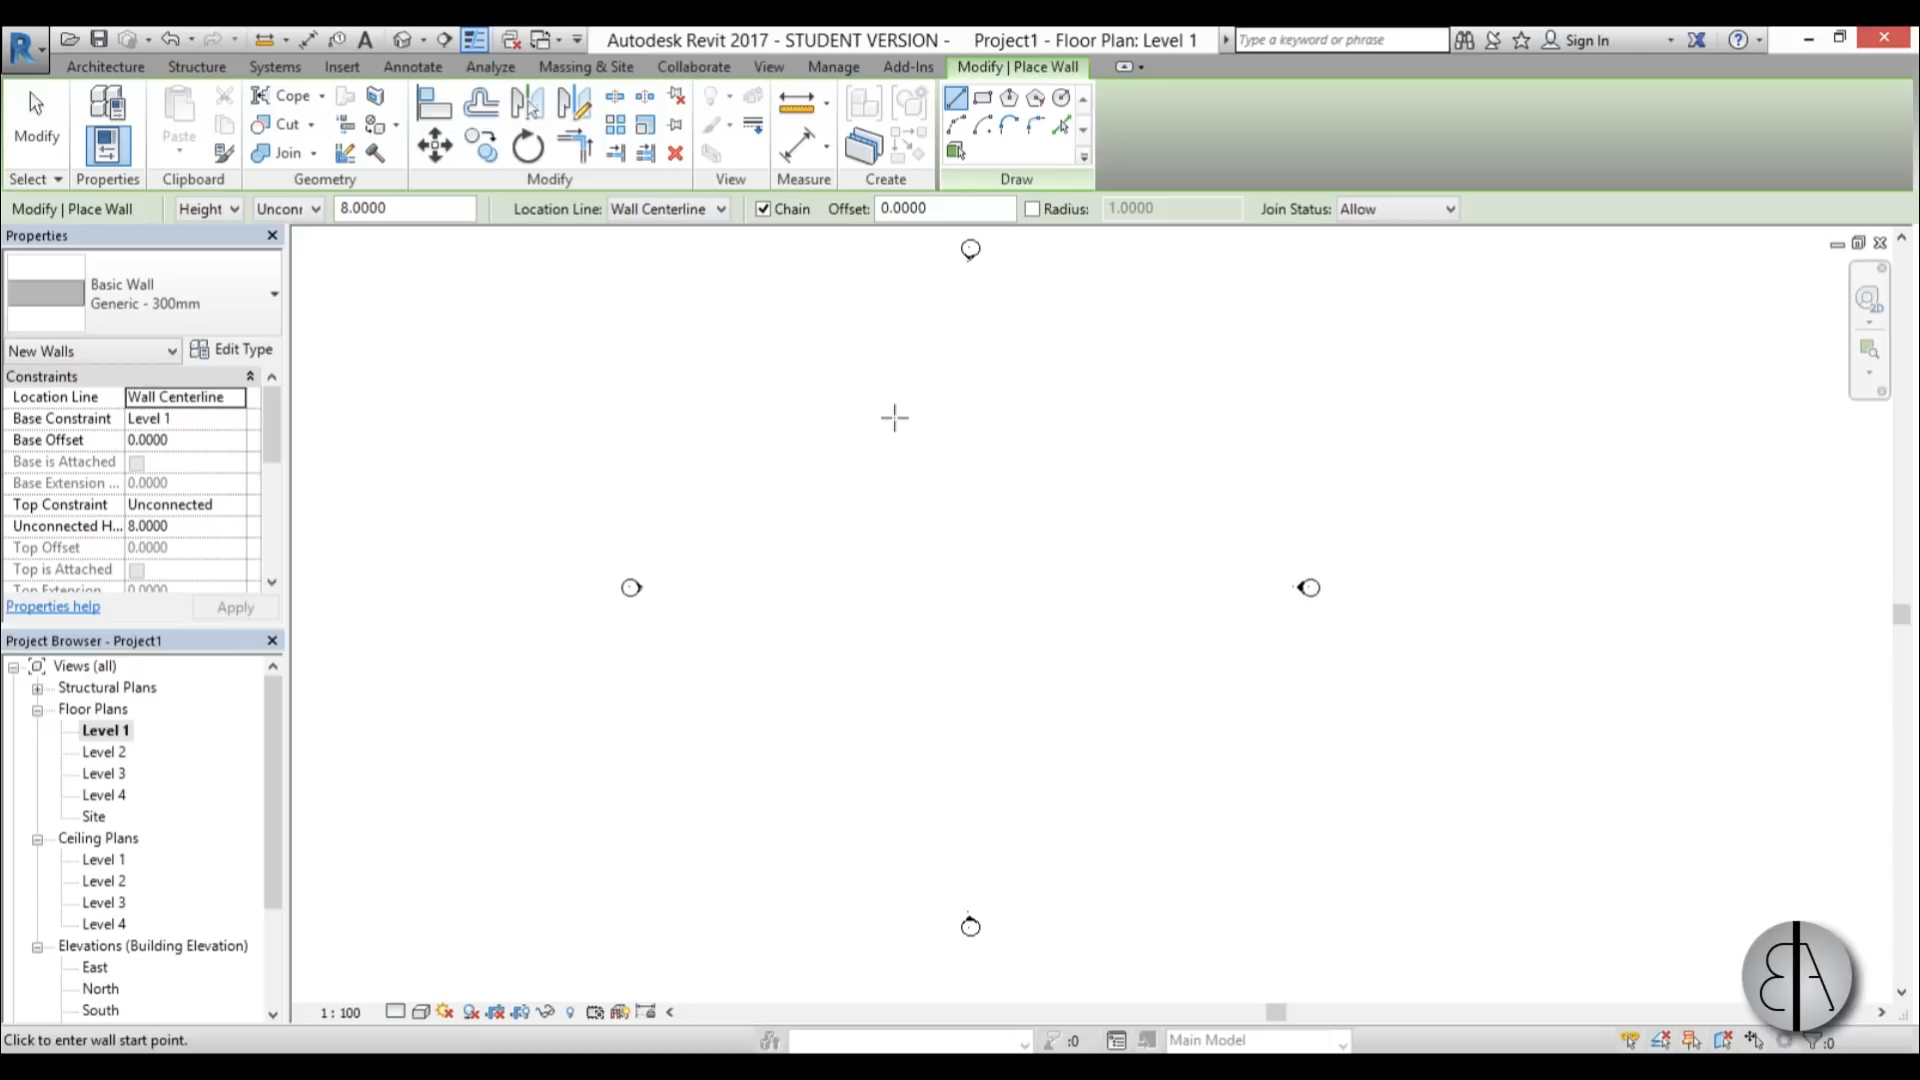 Autodesk Revit 2017 - STUDENT VERSION - Project1 - Floor Plan: Level 1
Type a keyword or phrase
Sign In
Architecture Structure Systems Insert Annotate Analyze Massing & Site Collaborate View Manage Add-Ins Modify | Place Wall
Modify
Paste
Cope
Cut
Join
Select Properties Clipboard Geometry Modify View Measure Create Draw
Modify | Place Wall Height Unconr 8.0000 Location Line: Wall Centerline Chain Offset: 0.0000 Radius: 1.0000 Join Status: Allow
Properties
Basic Wall
Generic - 300mm
New Walls Edit Type
Constraints
Location Line Wall Centerline
Base Constraint Level 1
Base Offset 0.0000
Base is Attached
Base Extension ... 0.0000
Top Constraint Unconnected
Unconnected H... 8.0000
Top Offset 0.0000
Top is Attached
Top Extension 0.0000
Properties help Apply
Project Browser - Project1
Views (all)
Structural Plans
Floor Plans
Level 1
Level 2
Level 3
Level 4
Site
Ceiling Plans
Level 1
Level 2
Level 3
Level 4
Elevations (Building Elevation)
East
North
South
2D
1 : 100
Click to enter wall start point.
:0
Main Model
:0